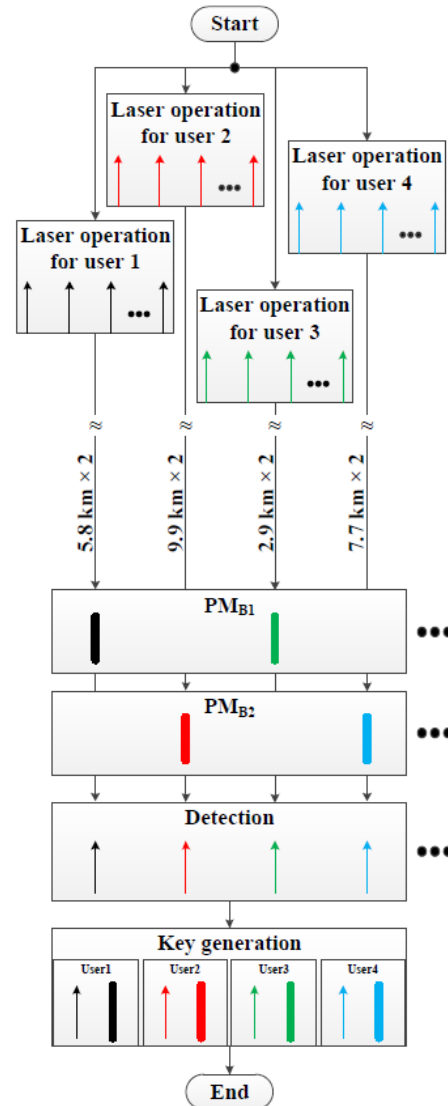 Start
Laser operation
for user 2
Laser operation
for user 4
Laser operation
for user 1
Laser operation
for user 3
5.8 km × 2
9.9 km × 2
2.9 km × 2
7.7 km × 2
PMB1
PMB2
Detection
Key generation
User1
User2
User3
User4
End